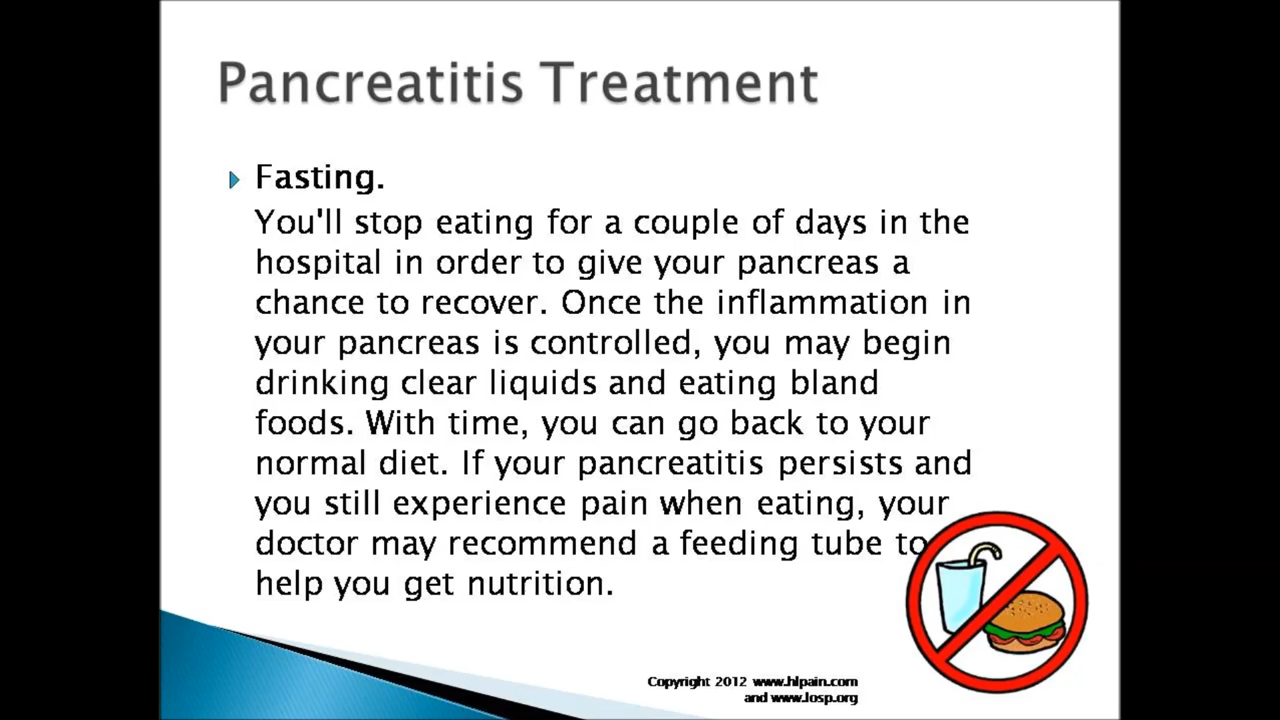 Pancreatitis Treatment
Fasting.
You'll stop eating for a couple of days in the
hospital in order to give your pancreas a
chance to recover. Once the inflammation in
your pancreas is controlled, you may begin
drinking clear liquids and eating bland
foods. With time, you can go back to your
normal diet. If your pancreatitis persists and
you still experience pain when eating, your
doctor may recommend a feeding tube to
help you get nutrition.
Copyright 2012 www.hlpain.com
and www.losp.org